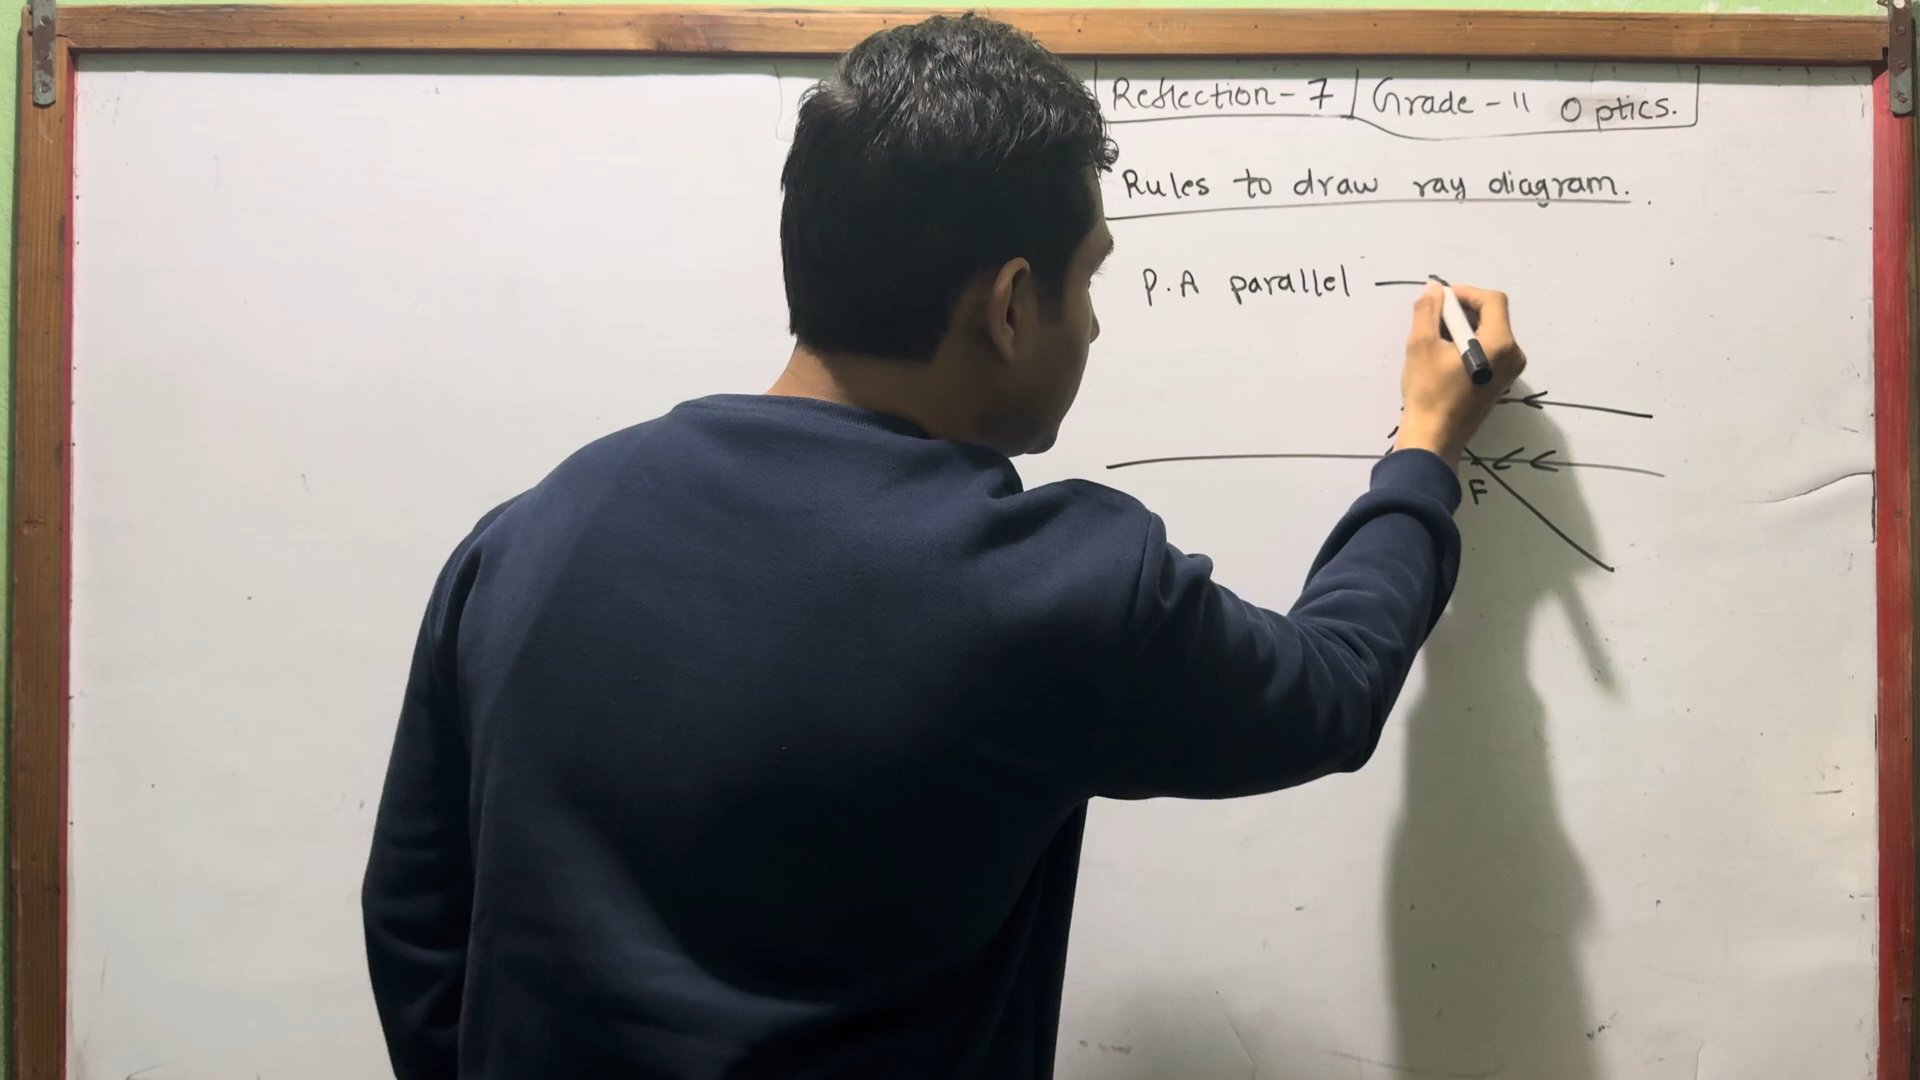 Reflection - 7 Grade - 11 Optics.
Rules to draw ray diagram.
P.A parallel
F